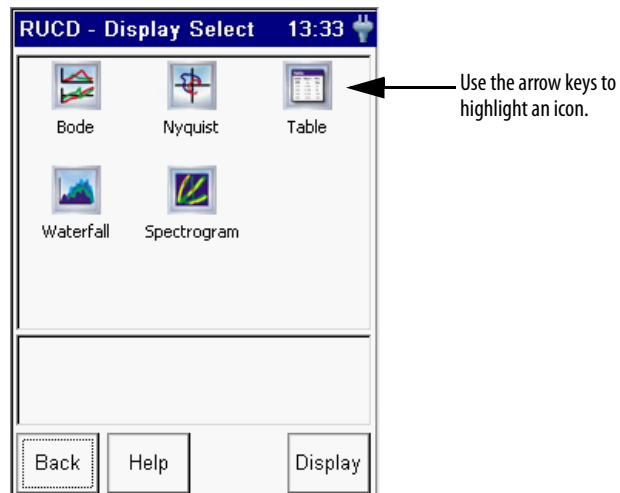 RUCD - Display Select 13:33
Bode Nyquist Table
Waterfall Spectrogram
Back Help Display
Use the arrow keys to
highlight an icon.